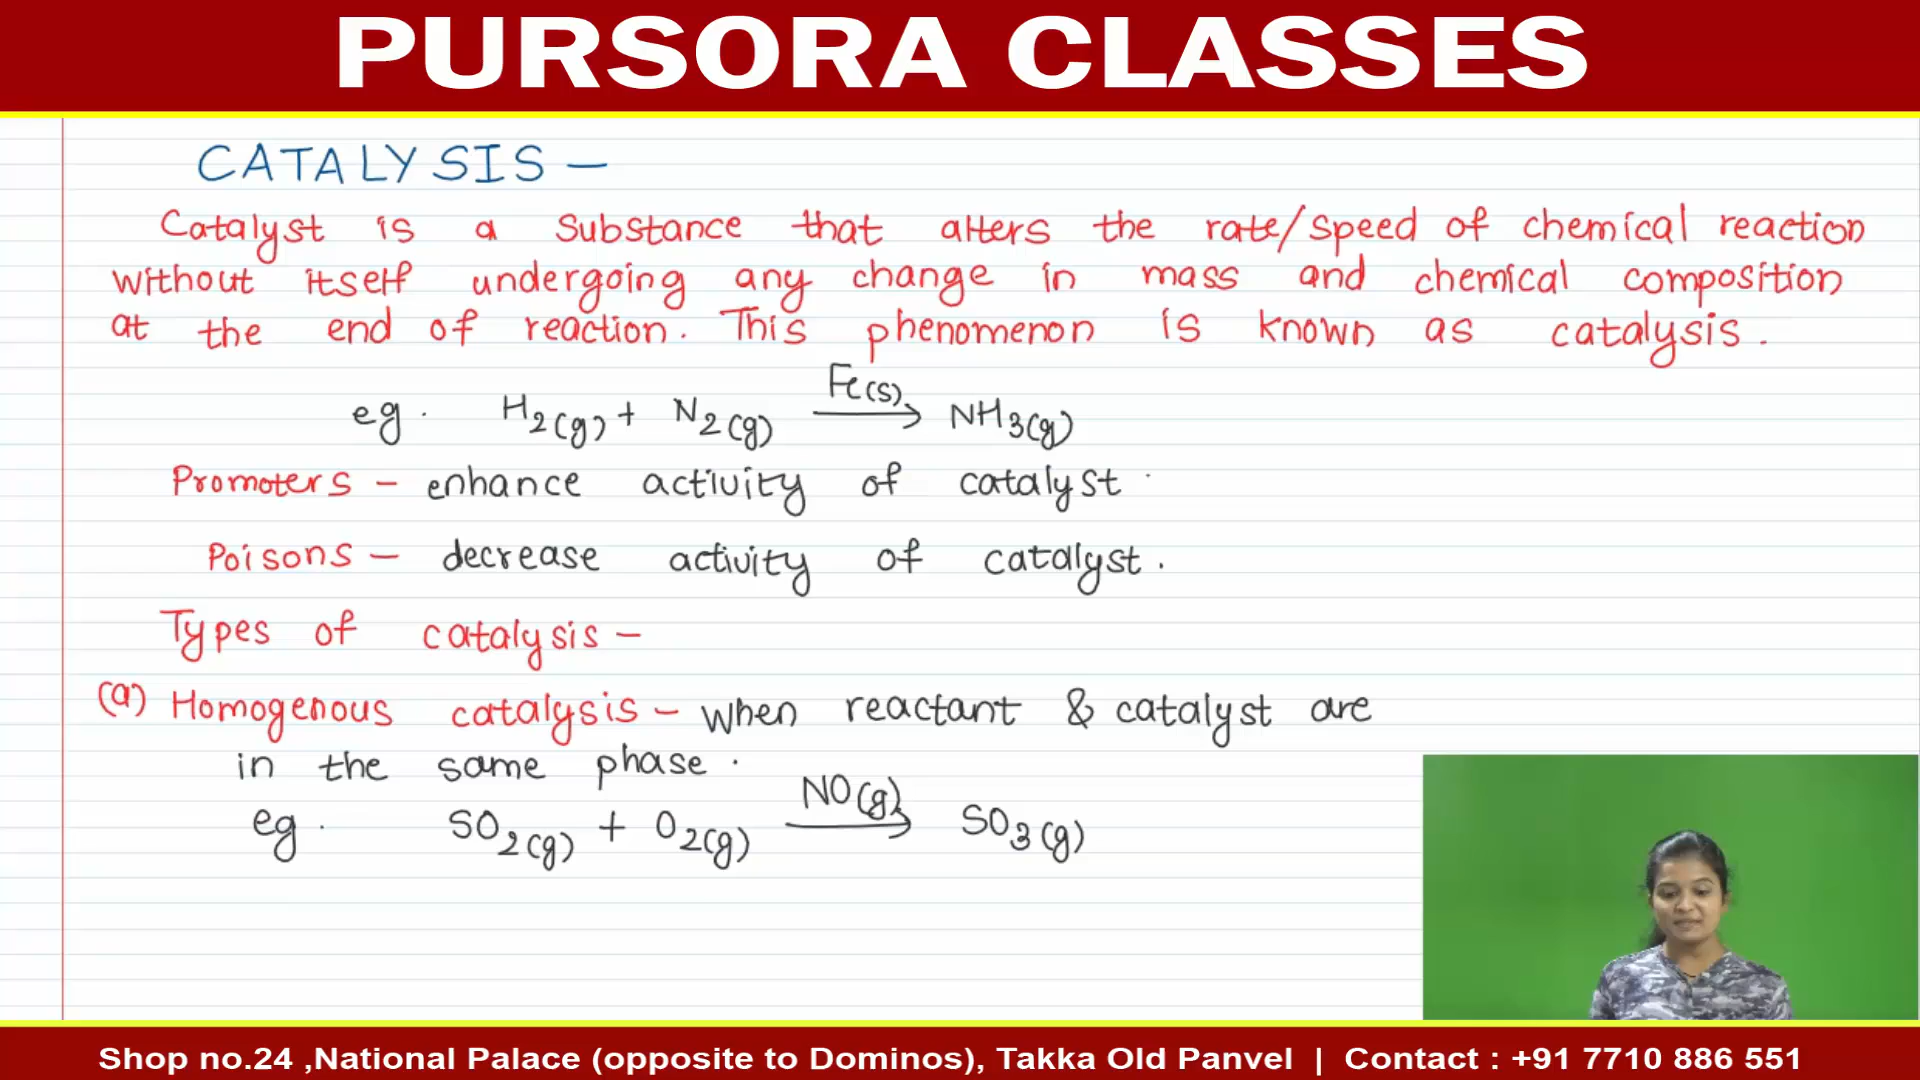 PURSORA CLASSES
CATALYSIS -
Catalyst is a substance that alters the rate/speed of chemical reaction
without itself undergoing any change in mass and chemical composition
at the end of reaction. This phenomenon is known as catalysis.
eg. H2(g) + N2(g) Fe(s)→ NH3(g)
Promoters - enhance activity of catalyst.
Poisons - decrease activity of catalyst.
Types of catalysis -
(a) Homogenous catalysis - when reactant & catalyst are
in the same phase.
eg. SO2(g) + O2(g) NO(g)→ SO3(g)
Shop no.24 ,National Palace (opposite to Dominos), Takka Old Panvel | Contact : +91 7710 886 551